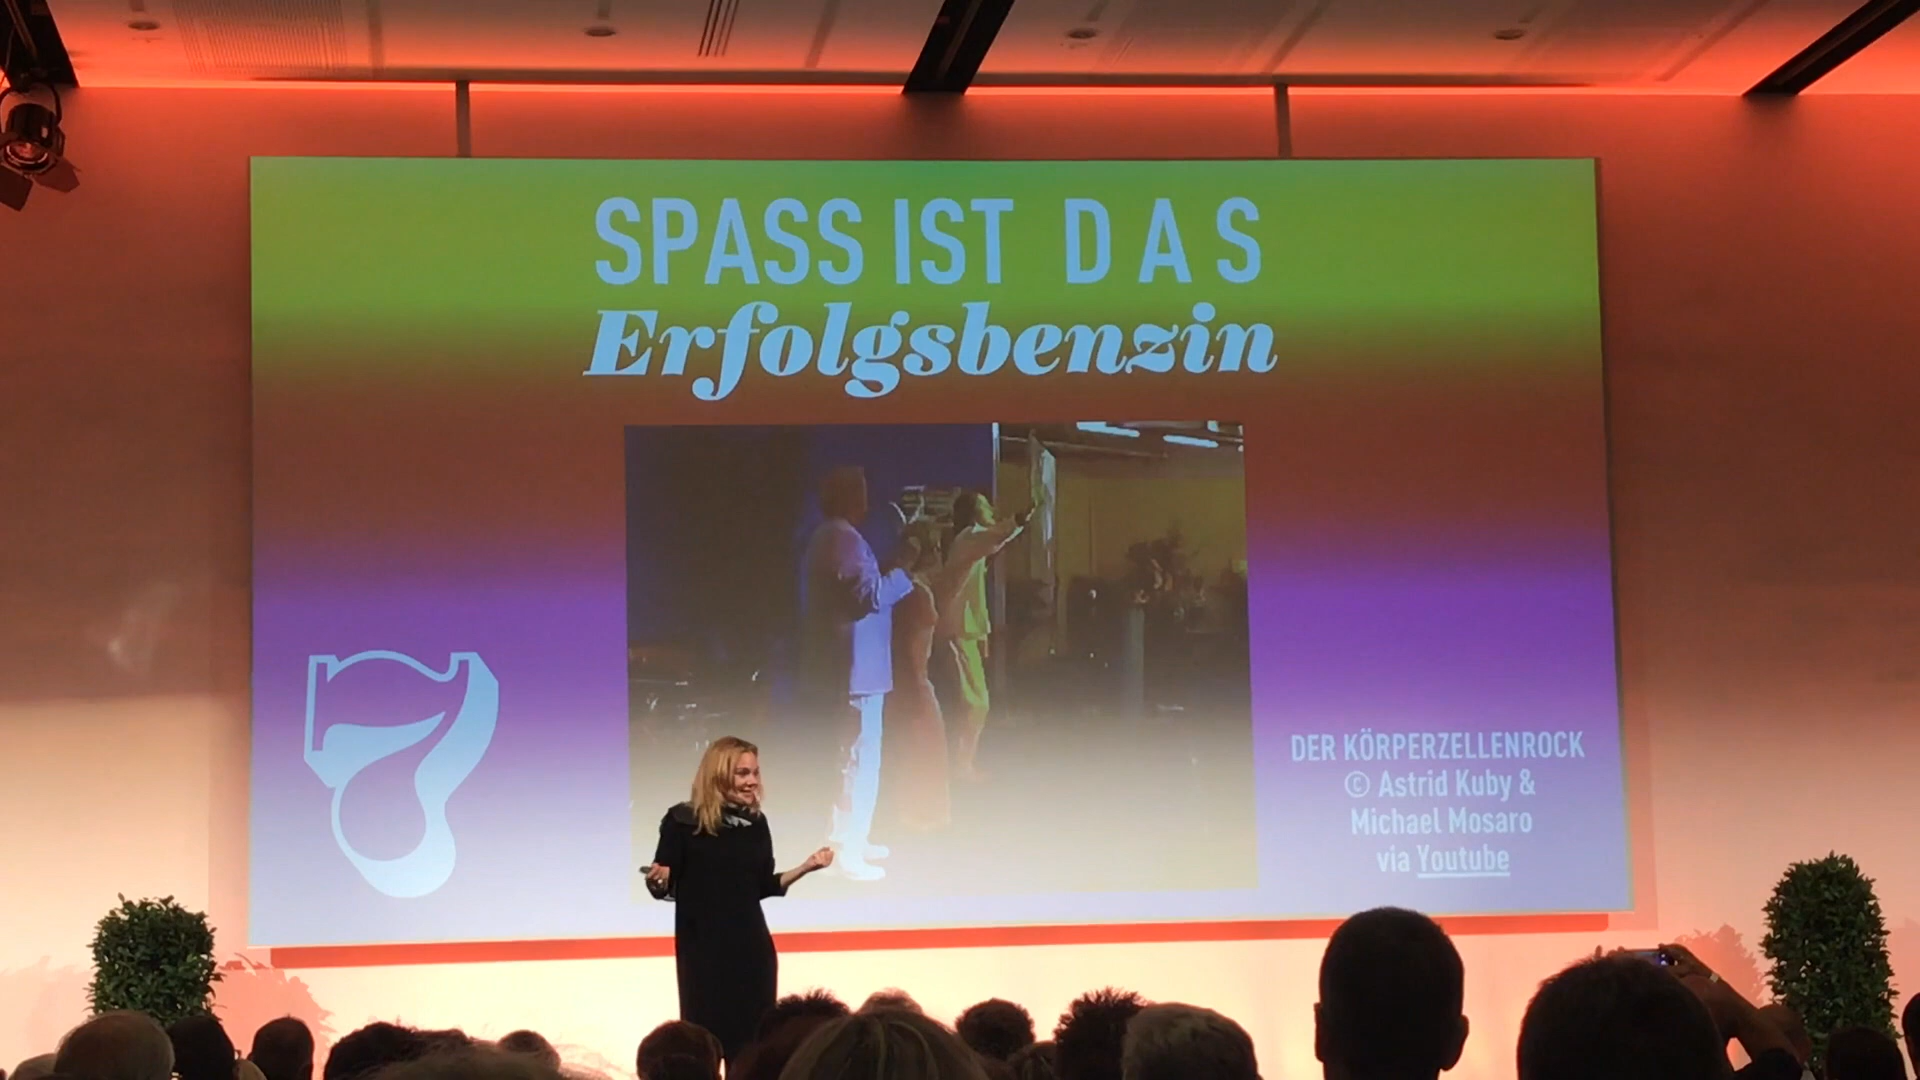 SPASS IST DAS
Erfolgsbenzin
7
DER KÖRPERZELLENROCK
© Astrid Kuby &
Michael Mosaro
via Youtube